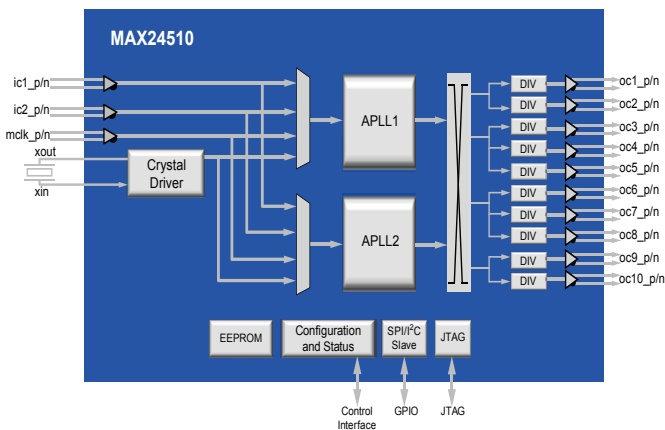 MAX24510
ic1_p/n
ic2_p/n
mclk_p/n
xout
xin
Crystal
Driver
APLL1
APLL2
DIV
DIV
DIV
DIV
DIV
DIV
DIV
DIV
DIV
DIV
oc1_p/n
oc2_p/n
oc3_p/n
oc4_p/n
oc5_p/n
oc6_p/n
oc7_p/n
oc8_p/n
oc9_p/n
oc10_p/n
EEPROM
Configuration
and Status
SPI/I²C
Slave
JTAG
Control
Interface
GPIO
JTAG